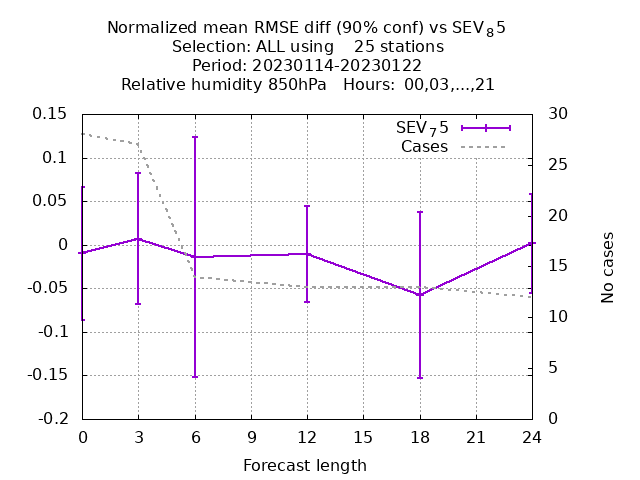 Normalized mean RMSE diff (90% conf) vs SEV₈5
Selection: ALL using    25 stations
Period: 20230114-20230122
Relative humidity 850hPa   Hours: 00,03,...,21
SEV₇5
Cases
0.15
0.1
0.05
0
-0.05
-0.1
-0.15
-0.2
30
25
20
15
10
5
0
No cases
0 3 6 9 12 15 18 21 24
Forecast length